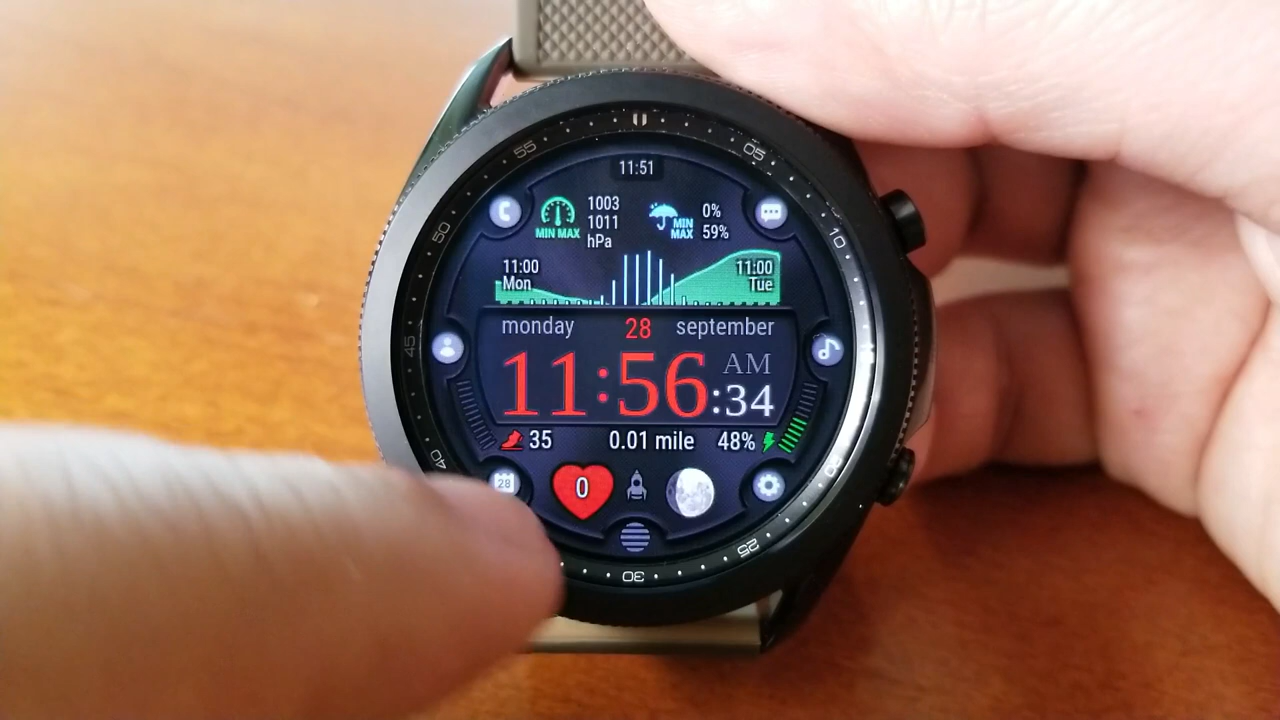 55
05
11:51
1003
1011
hPa
MIN MAX
MIN
MAX
0%
59%
50
10
11:00
Mon
11:00
Tue
monday 28 september
45
11:56 AM
:34
35 0.01 mile 48%
40
28
0
25
30